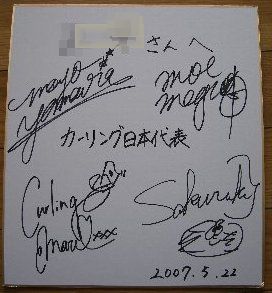 さんへ
mayo
yamaura
moe
meguro
カーリング日本代表
Curling
mari
Sakurako
2007.5.22